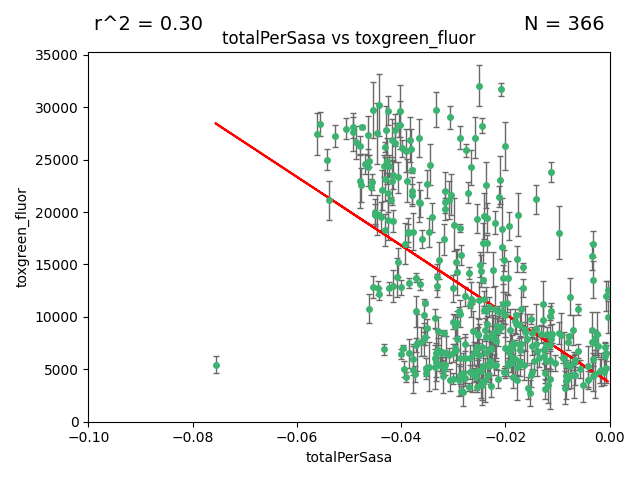 r^2 = 0.30
N = 366
totalPerSasa vs toxgreen_fluor
35000
30000
25000
20000
15000
10000
5000
0
toxgreen_fluor
−0.10
−0.08
−0.06
−0.04
−0.02
0.00
totalPerSasa